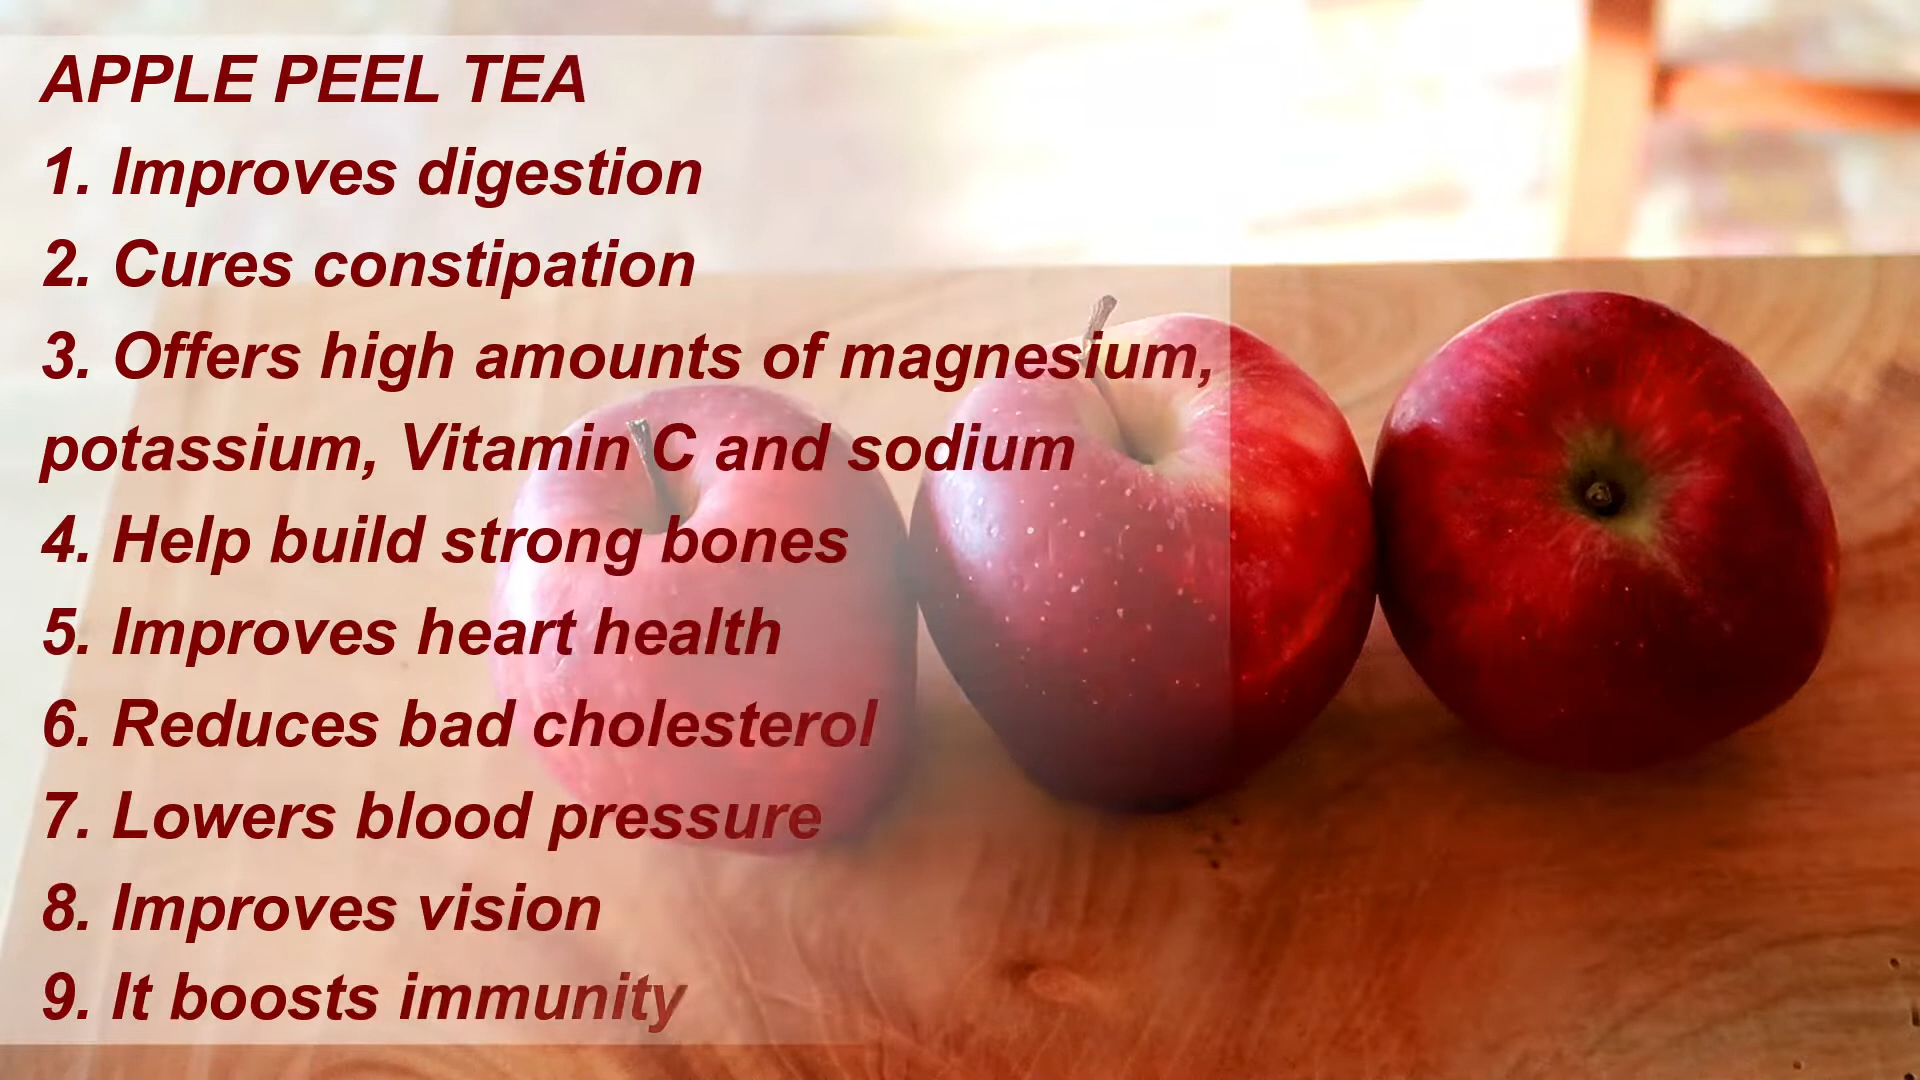 APPLE PEEL TEA
1. Improves digestion
2. Cures constipation
3. Offers high amounts of magnesium,
potassium, Vitamin C and sodium
4. Help build strong bones
5. Improves heart health
6. Reduces bad cholesterol
7. Lowers blood pressure
8. Improves vision
9. It boosts immunity